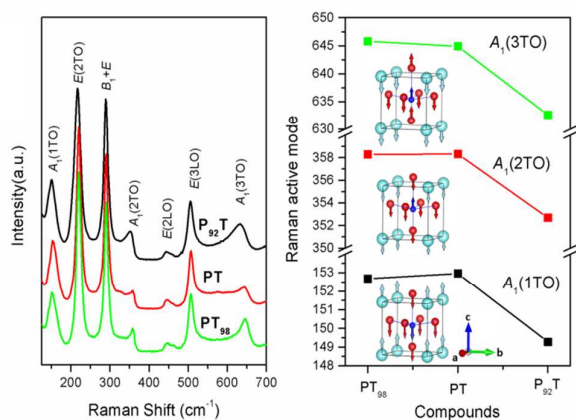 Intensity(a.u.)
A₁(1TO)
E(2TO)
B₁+E
A₁(2TO)
E(2LO)
E(3LO)
A₁(3TO)
P₉₂T
PT
PT₉₈
200 300 400 500 600 700
Raman Shift (cm⁻¹)
Raman active mode
650
645
640
635
630
358
356
354
352
350
153
152
151
150
149
148
A₁(3TO)
A₁(2TO)
A₁(1TO)
c
a
b
PT₉₈ PT P₉₂T
Compounds